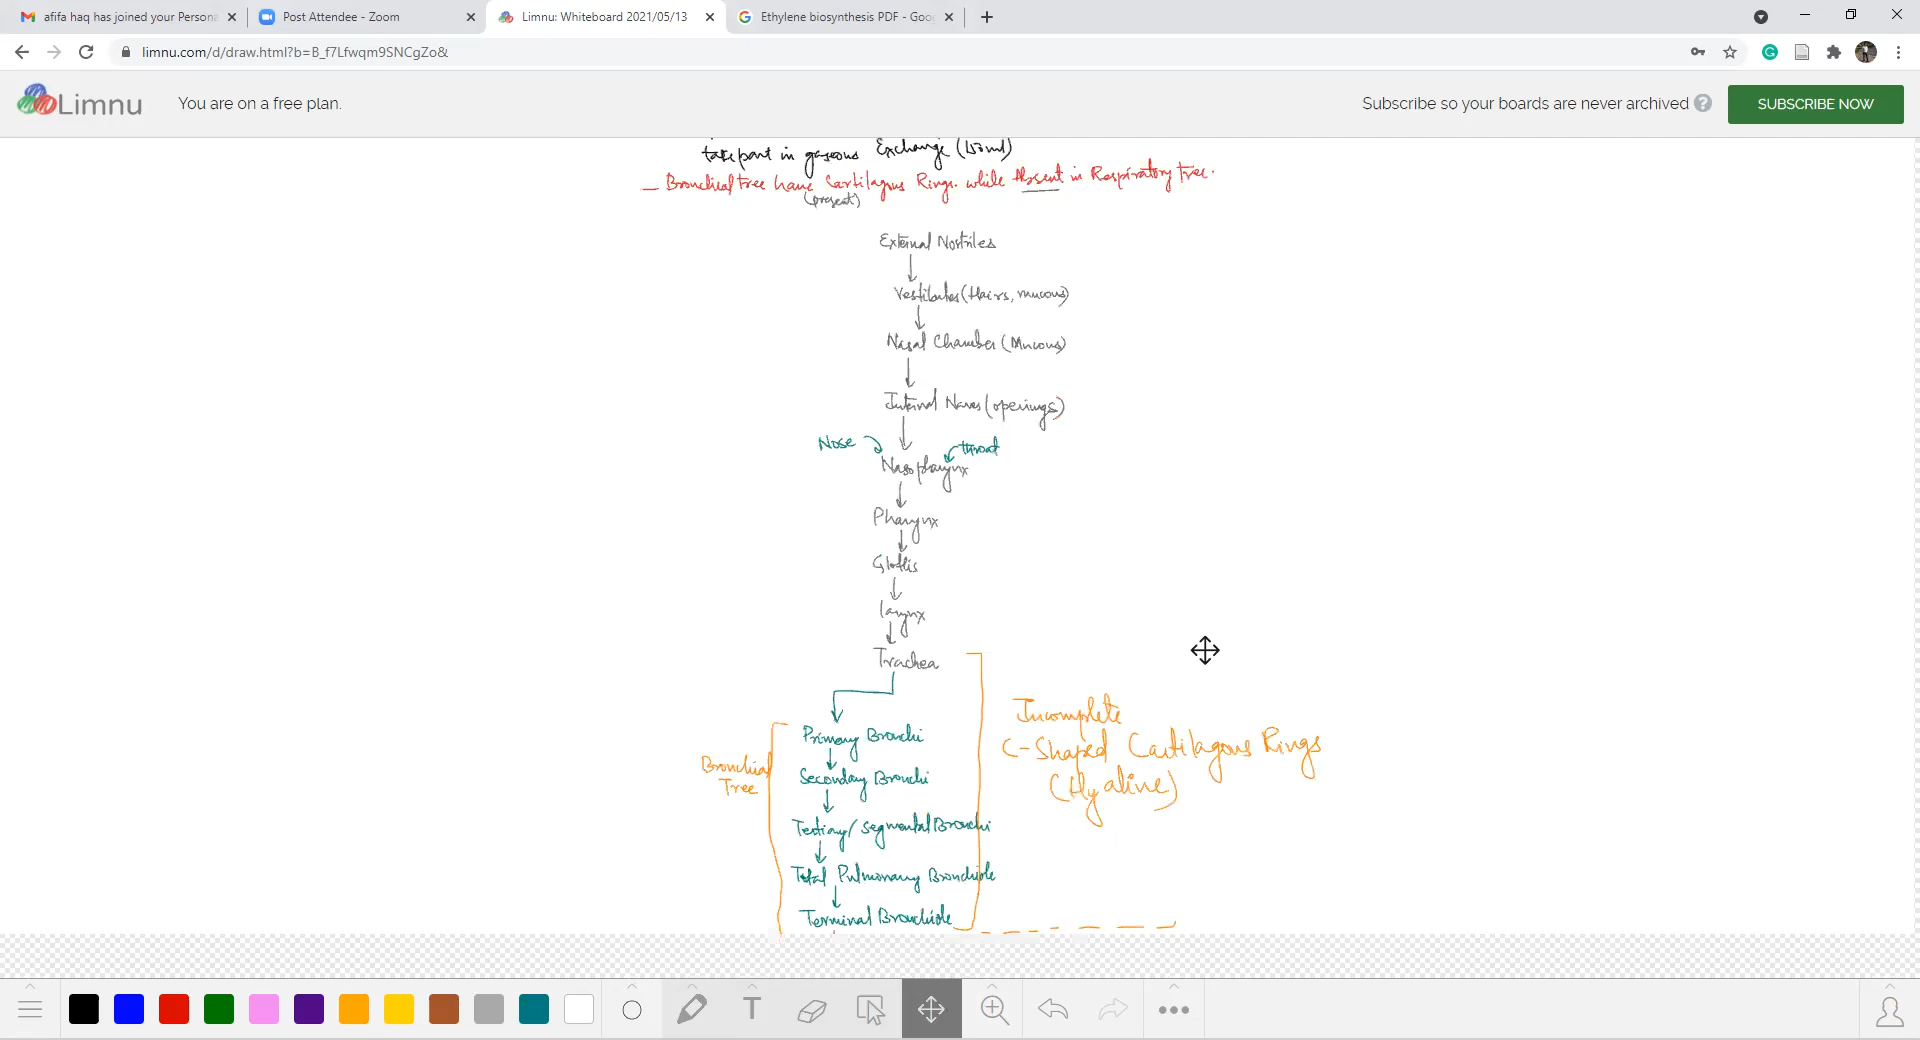 afifa haq has joined your Persona
Post Attendee - Zoom
Limnu: Whiteboard 2021/05/13
Ethylene biosynthesis PDF - Goo
limnu.com/d/draw.html?b=B_f7Lfwqm9SNCgZo&
Limnu
You are on a free plan.
Subscribe so your boards are never archived
SUBSCRIBE NOW
take part in gaseous Exchange (150ml)
— Bronchial tree have Cartilagous Rings. while Absent in Respiratory tree.
(present)
External Nostriles
Vestibules (Hairs, mucous)
Nasal Chamber (Mucous)
Internal Nares (openings)
Nose
throat
Nasopharynx
Pharynx
Glottis
larynx
Trachea
Primary Bronchi
Secondary Bronchi
Tertiary/Segmental Bronchi
Total Pulmonary Bronchiole
Terminal Bronchiole
Bronchial
Tree
Incomplete
C-Shaped Cartilagous Rings
(Hyaline)
T